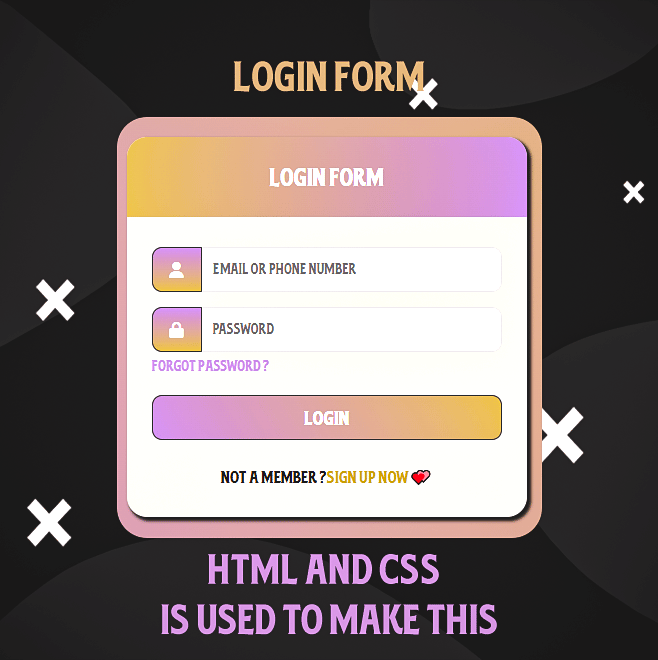 LOGIN FORM
LOGIN FORM
EMAIL OR PHONE NUMBER
PASSWORD
FORGOT PASSWORD?
LOGIN
NOT A MEMBER ?SIGN UP NOW 💕
HTML AND CSS
IS USED TO MAKE THIS